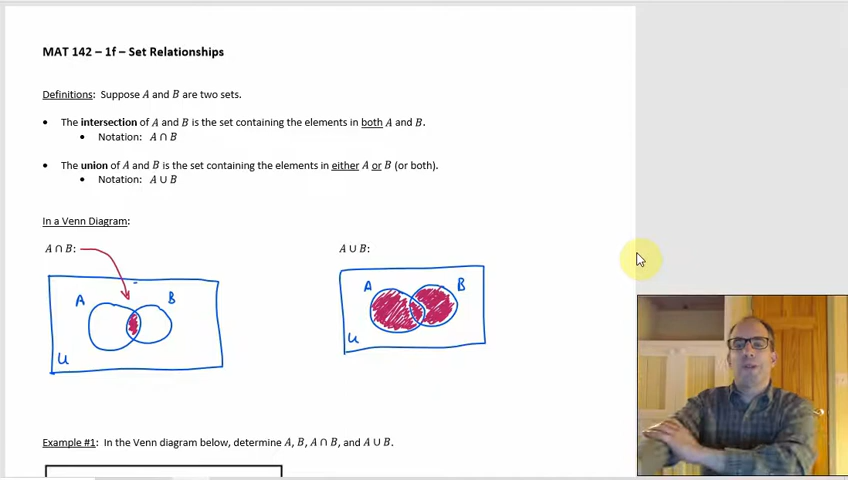 MAT 142 – 1f – Set Relationships
Definitions: Suppose A and B are two sets.
• The intersection of A and B is the set containing the elements in both A and B.
• Notation: A ∩ B
• The union of A and B is the set containing the elements in either A or B (or both).
• Notation: A ∪ B
In a Venn Diagram:
A ∩ B: A ∪ B:
A B A B
U U
Example #1: In the Venn diagram below, determine A, B, A ∩ B, and A ∪ B.